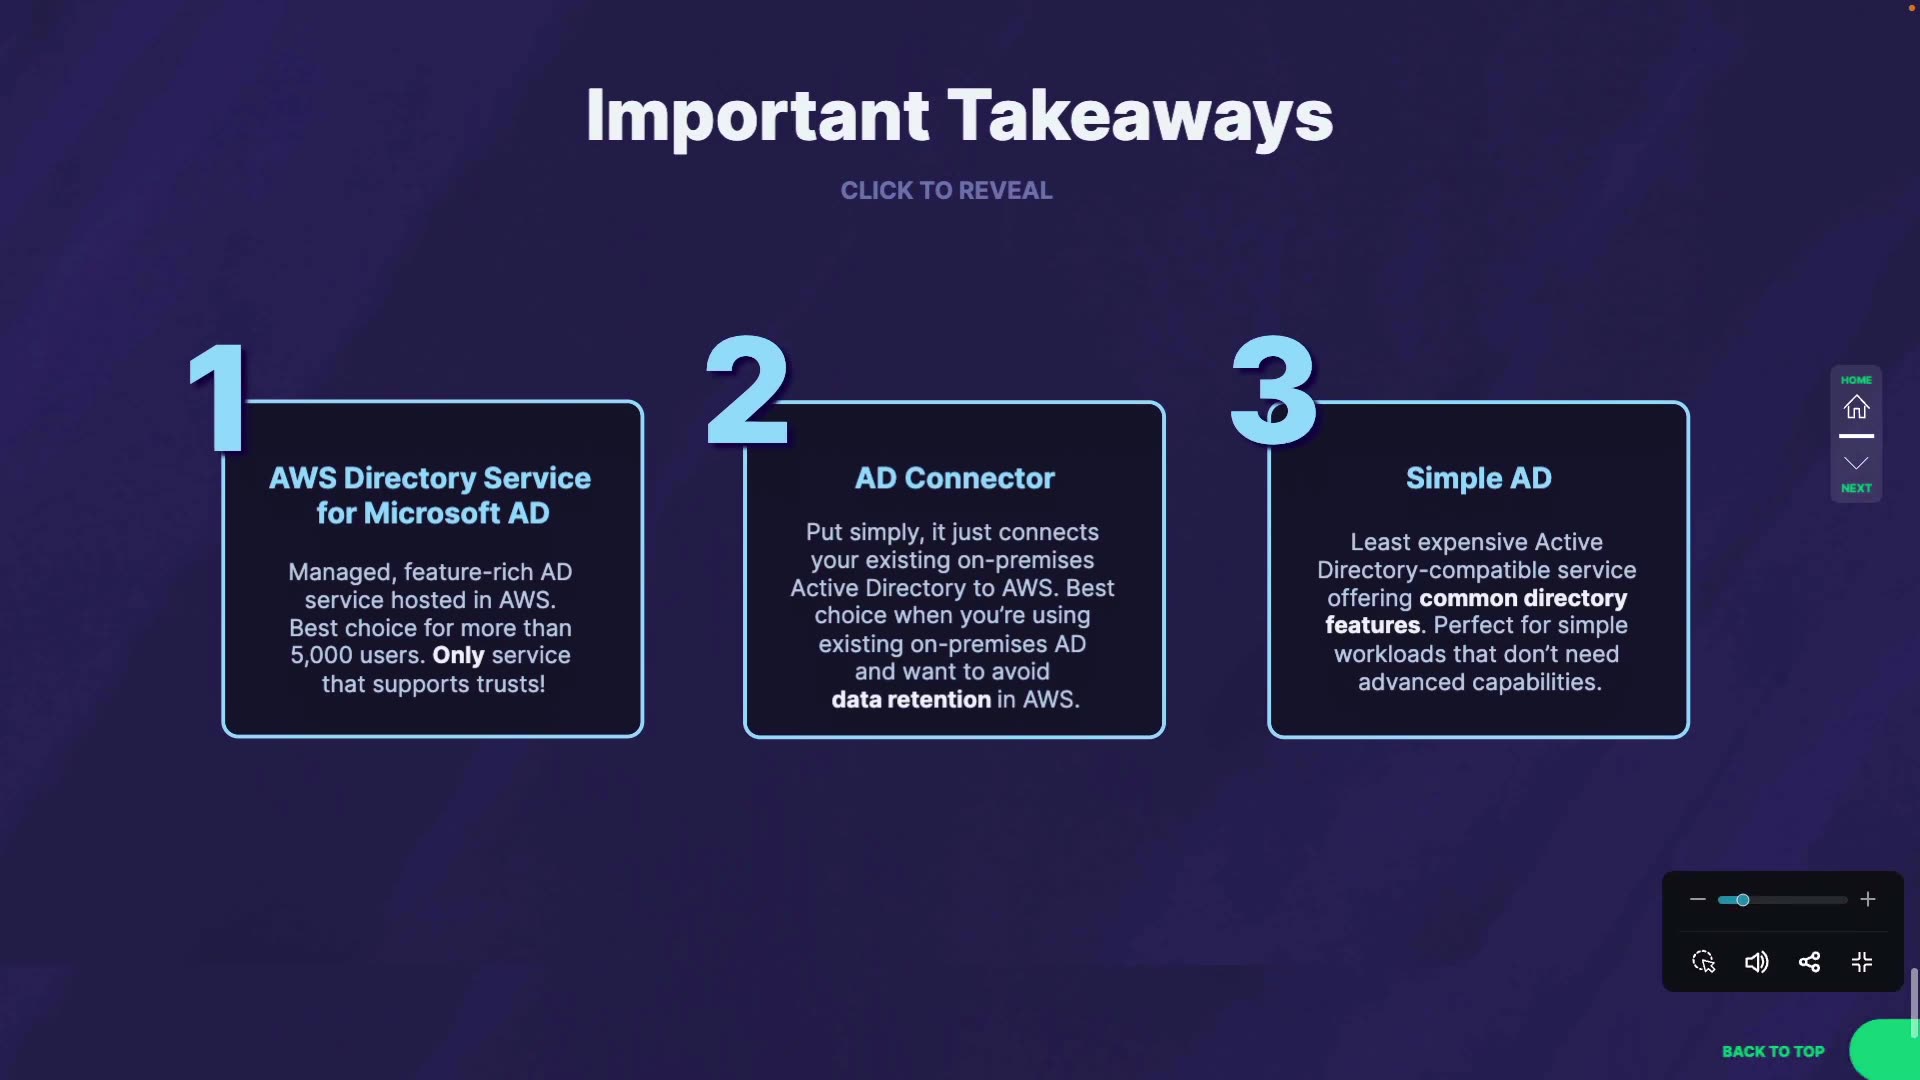 Important Takeaways
CLICK TO REVEAL
1
AWS Directory Service
for Microsoft AD
Managed, feature-rich AD
service hosted in AWS.
Best choice for more than
5,000 users. Only service
that supports trusts!
2
AD Connector
Put simply, it just connects
your existing on-premises
Active Directory to AWS. Best
choice when you’re using
existing on-premises AD
and want to avoid
data retention in AWS.
3
Simple AD
Least expensive Active
Directory-compatible service
offering common directory
features. Perfect for simple
workloads that don’t need
advanced capabilities.
HOME
NEXT
BACK TO TOP